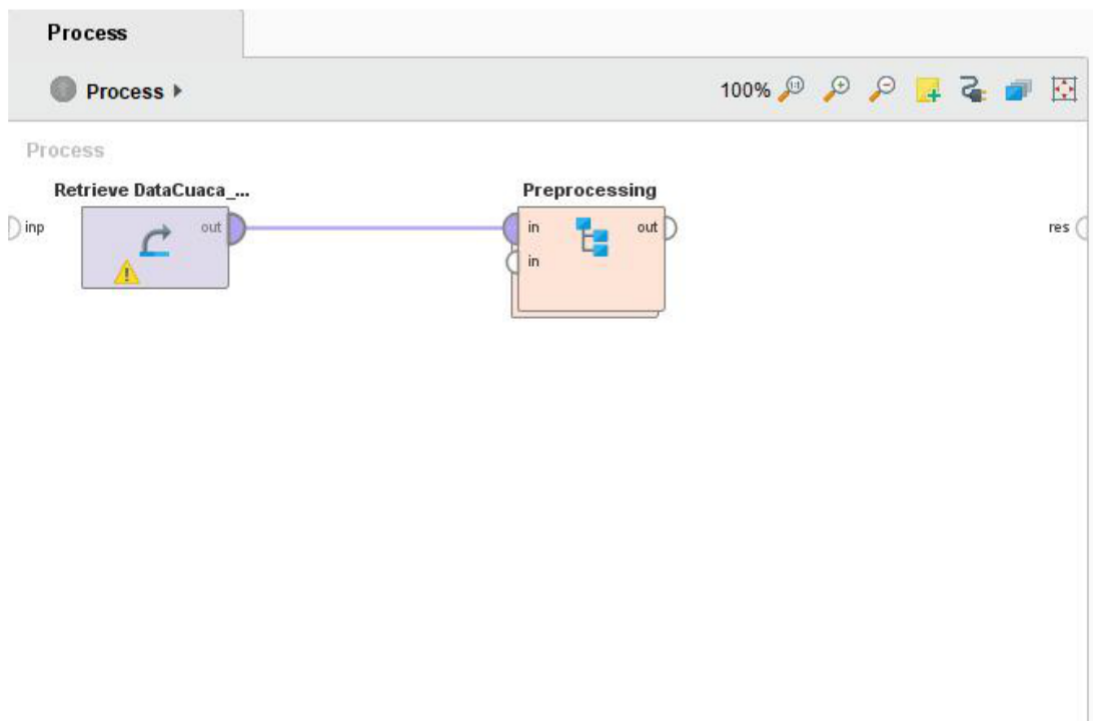 Process
Process
100%
Process
Retrieve DataCuaca_...
Preprocessing
inp
out
in
out
res
in